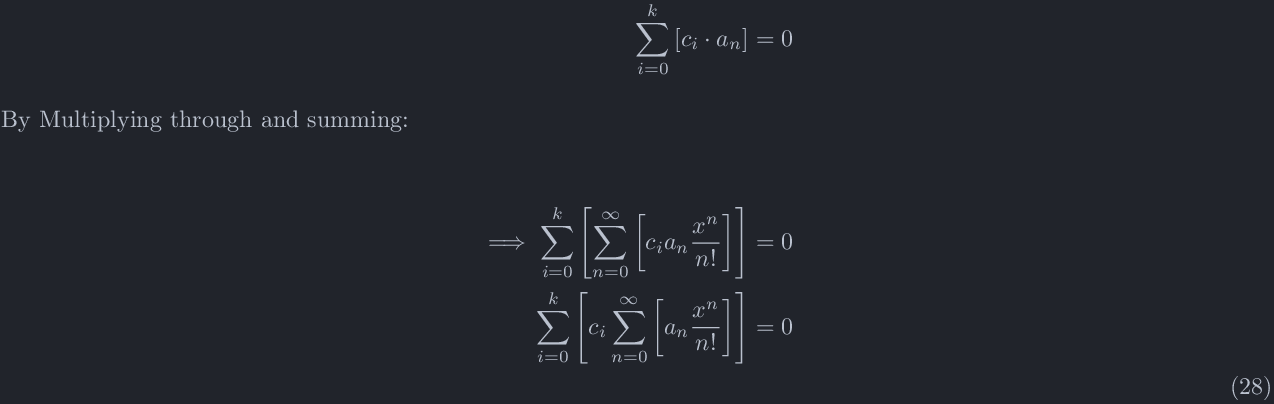 \sum_{i=0}^{k} [c_i \cdot a_n] = 0
By Multiplying through and summing:
\implies \sum_{i=0}^{k} \left[ \sum_{n=0}^{\infty} \left[ c_i a_n \frac{x^n}{n!} \right] \right] = 0
\sum_{i=0}^{k} \left[ c_i \sum_{n=0}^{\infty} \left[ a_n \frac{x^n}{n!} \right] \right] = 0
(28)